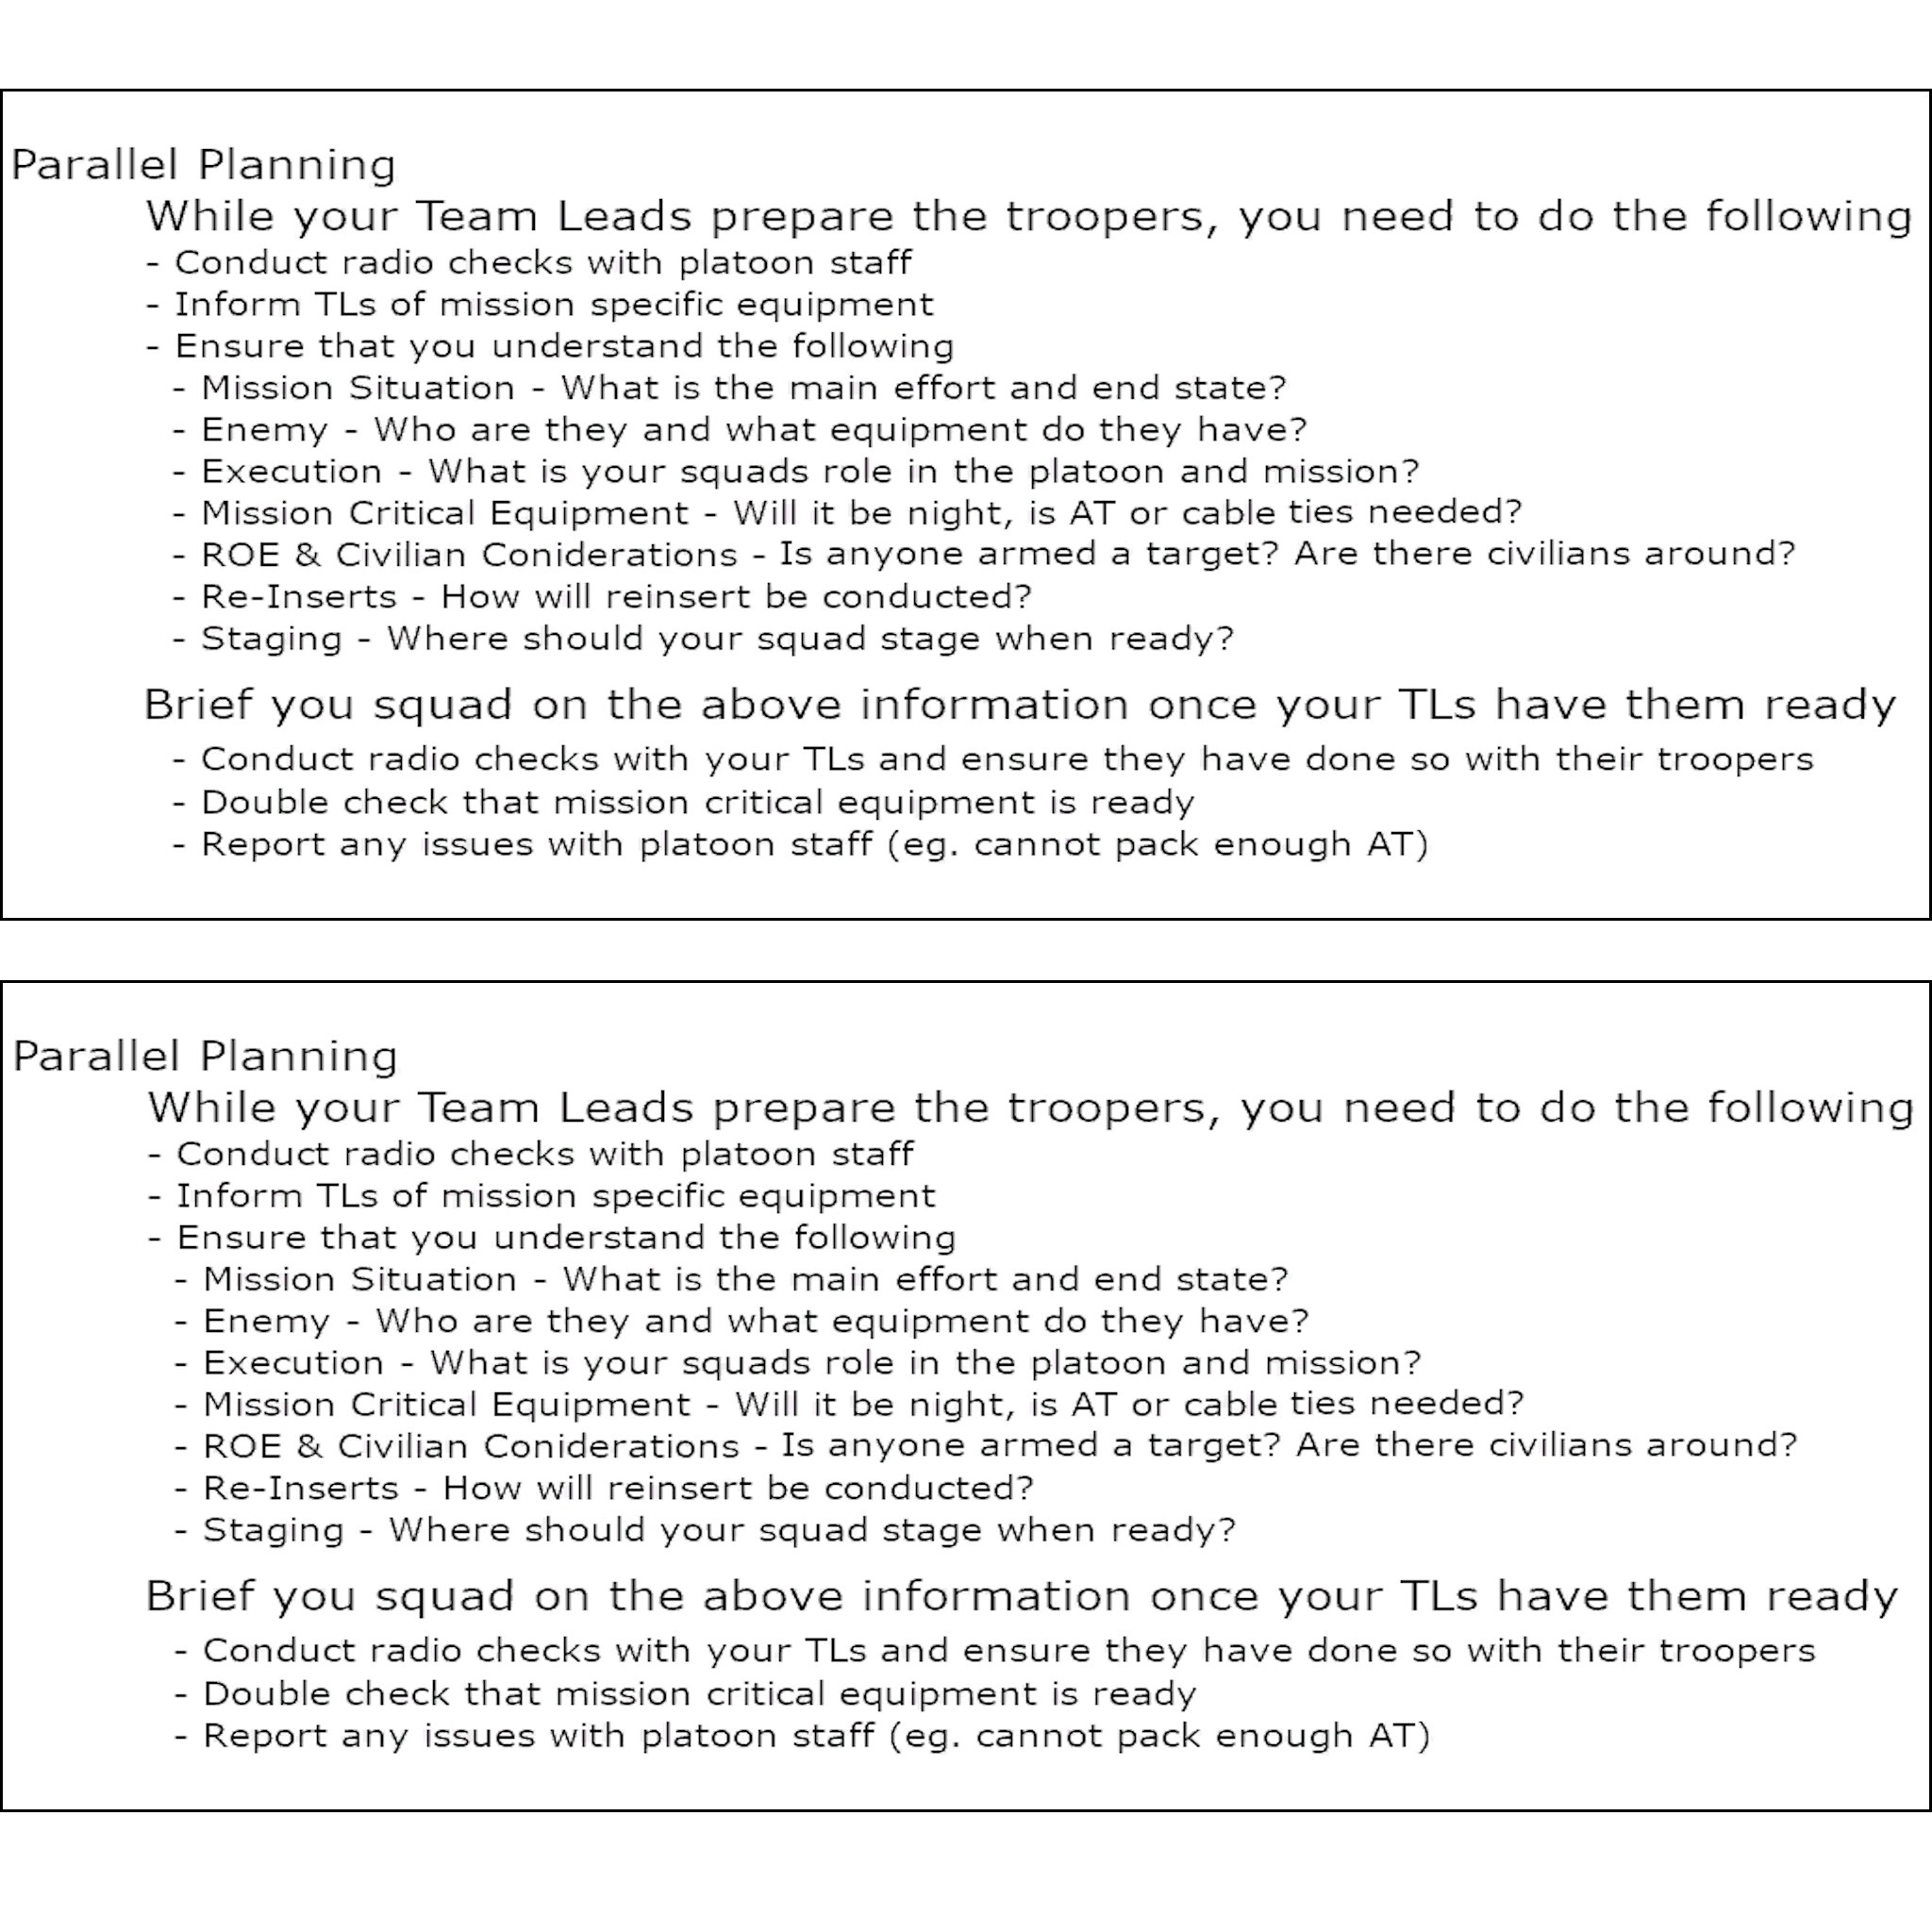 Parallel Planning
While your Team Leads prepare the troopers, you need to do the following
- Conduct radio checks with platoon staff
- Inform TLs of mission specific equipment
- Ensure that you understand the following
- Mission Situation - What is the main effort and end state?
- Enemy - Who are they and what equipment do they have?
- Execution - What is your squads role in the platoon and mission?
- Mission Critical Equipment - Will it be night, is AT or cable ties needed?
- ROE & Civilian Coniderations - Is anyone armed a target? Are there civilians around?
- Re-Inserts - How will reinsert be conducted?
- Staging - Where should your squad stage when ready?
Brief you squad on the above information once your TLs have them ready
- Conduct radio checks with your TLs and ensure they have done so with their troopers
- Double check that mission critical equipment is ready
- Report any issues with platoon staff (eg. cannot pack enough AT)
Parallel Planning
While your Team Leads prepare the troopers, you need to do the following
- Conduct radio checks with platoon staff
- Inform TLs of mission specific equipment
- Ensure that you understand the following
- Mission Situation - What is the main effort and end state?
- Enemy - Who are they and what equipment do they have?
- Execution - What is your squads role in the platoon and mission?
- Mission Critical Equipment - Will it be night, is AT or cable ties needed?
- ROE & Civilian Coniderations - Is anyone armed a target? Are there civilians around?
- Re-Inserts - How will reinsert be conducted?
- Staging - Where should your squad stage when ready?
Brief you squad on the above information once your TLs have them ready
- Conduct radio checks with your TLs and ensure they have done so with their troopers
- Double check that mission critical equipment is ready
- Report any issues with platoon staff (eg. cannot pack enough AT)